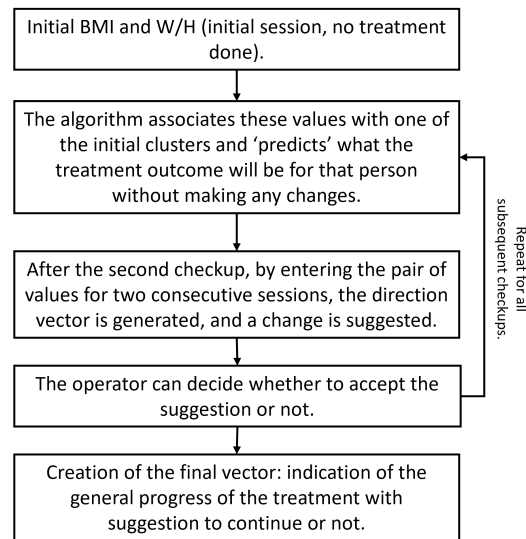 Initial BMI and W/H (initial session, no treatment
done).
The algorithm associates these values with one of
the initial clusters and ‘predicts’ what the
treatment outcome will be for that person
without making any changes.
After the second checkup, by entering the pair of
values for two consecutive sessions, the direction
vector is generated, and a change is suggested.
The operator can decide whether to accept the
suggestion or not.
Creation of the final vector: indication of the
general progress of the treatment with
suggestion to continue or not.
Repeat for all
subsequent checkups.